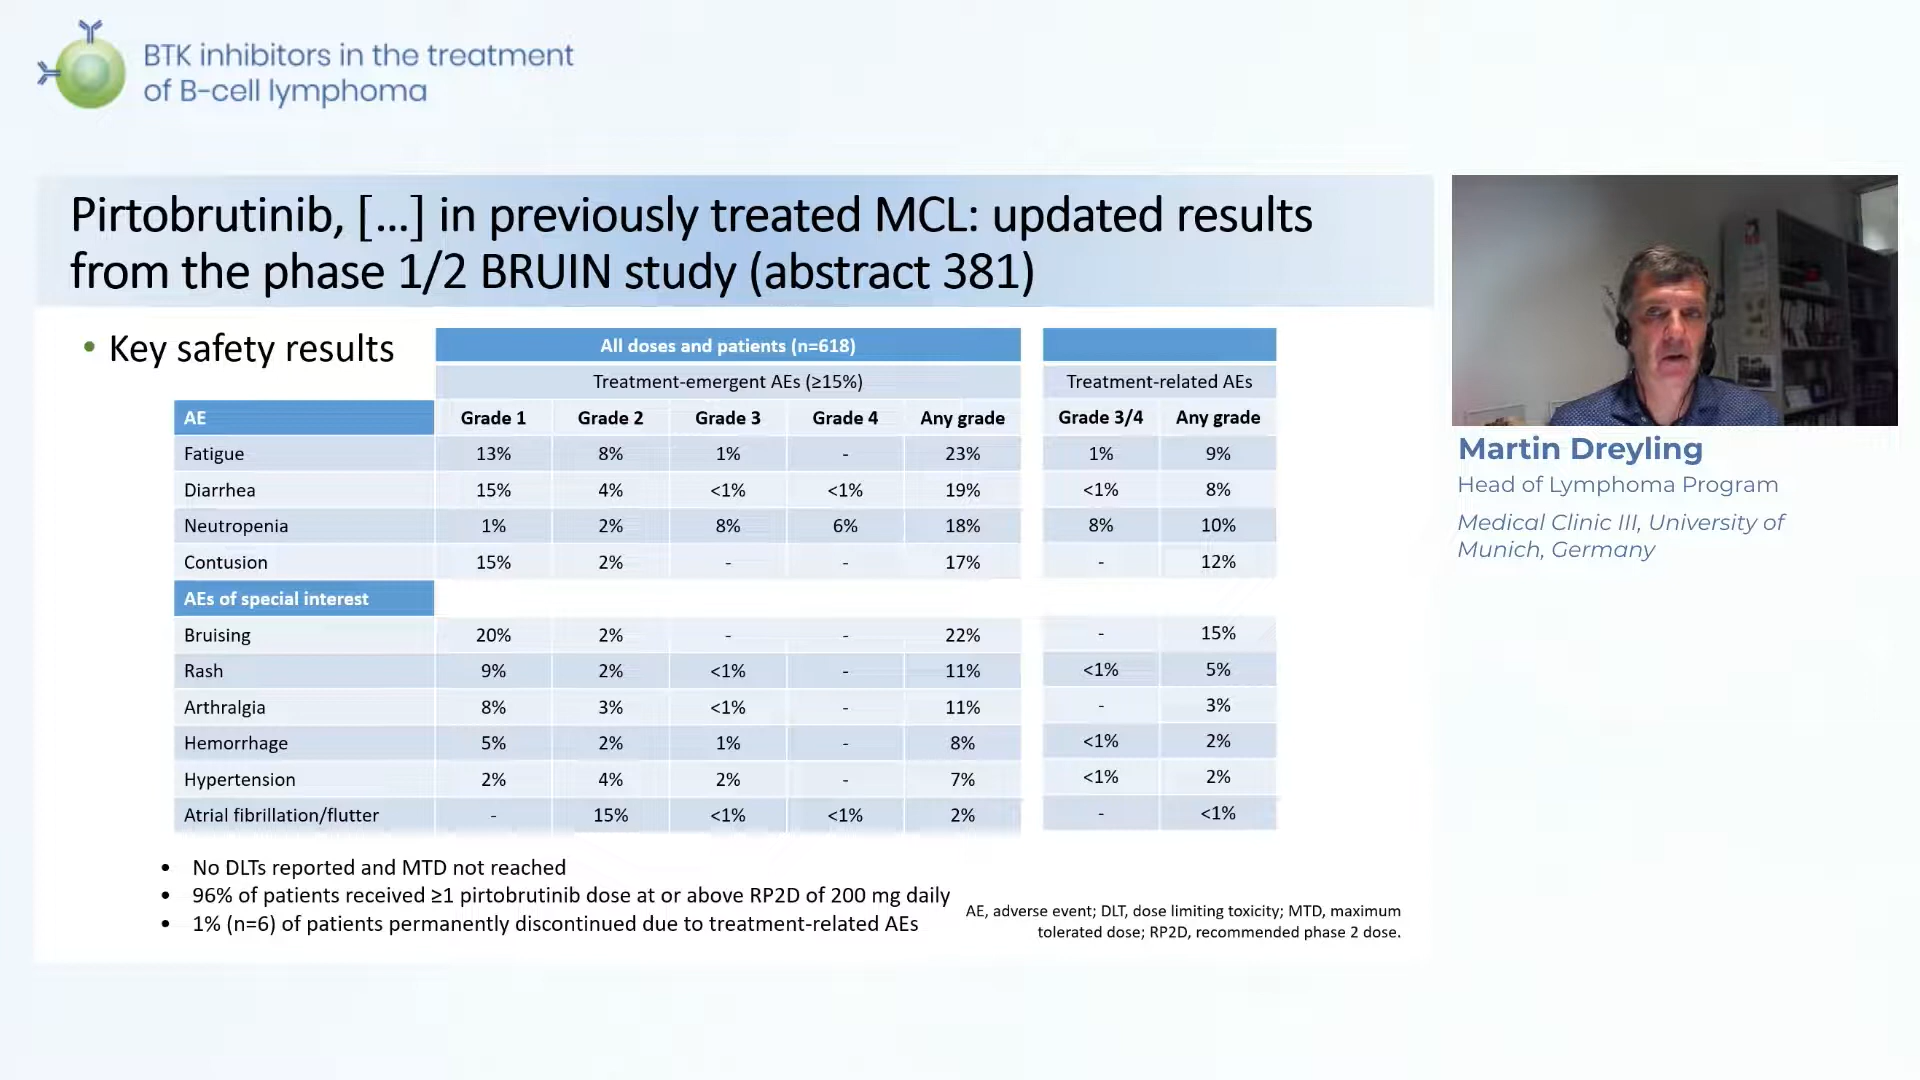 BTK inhibitors in the treatment
of B-cell lymphoma
Pirtobrutinib, [...] in previously treated MCL: updated results
from the phase 1/2 BRUIN study (abstract 381)
• Key safety results
All doses and patients (n=618)
Treatment-emergent AEs (≥15%) Treatment-related AEs
AE Grade 1 Grade 2 Grade 3 Grade 4 Any grade Grade 3/4 Any grade
Fatigue 13% 8% 1% - 23% 1% 9%
Diarrhea 15% 4% <1% <1% 19% <1% 8%
Neutropenia 1% 2% 8% 6% 18% 8% 10%
Contusion 15% 2% - - 17% - 12%
AEs of special interest
Bruising 20% 2% - - 22% - 15%
Rash 9% 2% <1% - 11% <1% 5%
Arthralgia 8% 3% <1% - 11% - 3%
Hemorrhage 5% 2% 1% - 8% <1% 2%
Hypertension 2% 4% 2% - 7% <1% 2%
Atrial fibrillation/flutter - 15% <1% <1% 2% - <1%
• No DLTs reported and MTD not reached
• 96% of patients received ≥1 pirtobrutinib dose at or above RP2D of 200 mg daily
• 1% (n=6) of patients permanently discontinued due to treatment-related AEs
AE, adverse event; DLT, dose limiting toxicity; MTD, maximum
tolerated dose; RP2D, recommended phase 2 dose.
Martin Dreyling
Head of Lymphoma Program
Medical Clinic III, University of
Munich, Germany